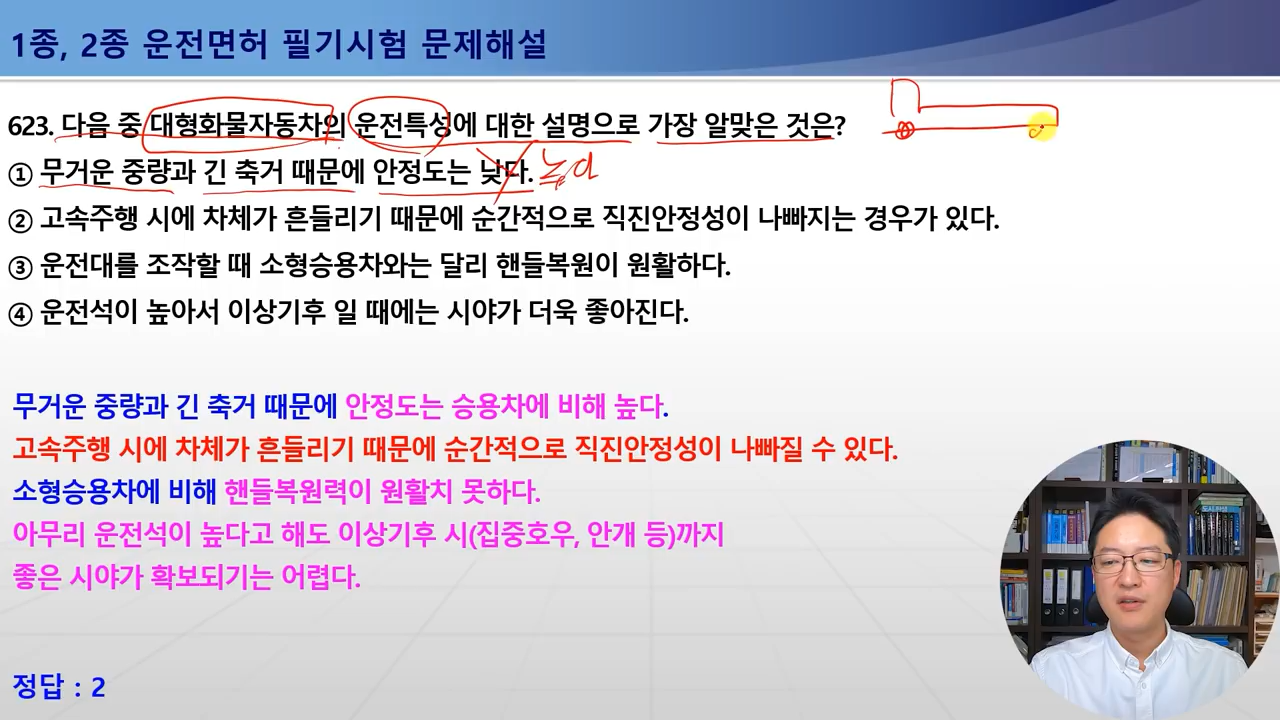 1종, 2종 운전면허 필기시험 문제해설
623. 다음 중 대형화물자동차의 운전특성에 대한 설명으로 가장 알맞은 것은?
① 무거운 중량과 긴 축거 때문에 안정도는 낮다. 높다
② 고속주행 시에 차체가 흔들리기 때문에 순간적으로 직진안정성이 나빠지는 경우가 있다.
③ 운전대를 조작할 때 소형승용차와는 달리 핸들복원이 원활하다.
④ 운전석이 높아서 이상기후 일 때에는 시야가 더욱 좋아진다.
무거운 중량과 긴 축거 때문에 안정도는 승용차에 비해 높다.
고속주행 시에 차체가 흔들리기 때문에 순간적으로 직진안정성이 나빠질 수 있다.
소형승용차에 비해 핸들복원력이 원활치 못하다.
아무리 운전석이 높다고 해도 이상기후 시(집중호우, 안개 등)까지
좋은 시야가 확보되기는 어렵다.
정답 : 2